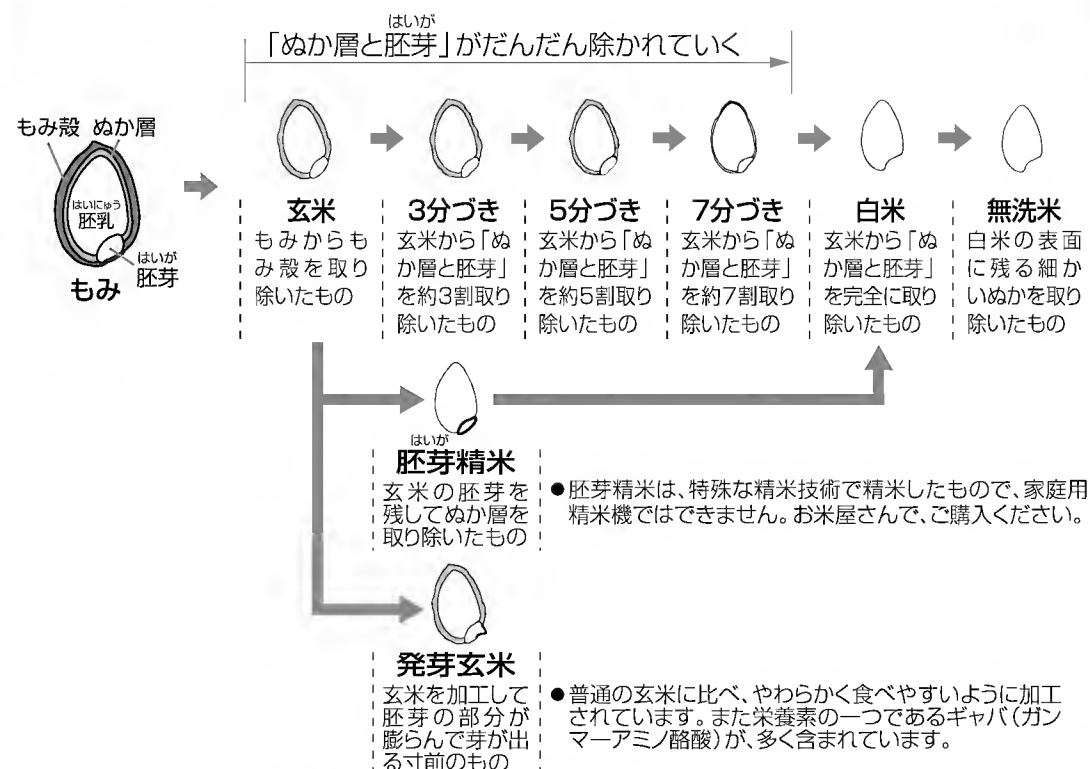 「ぬか層と胚芽」がだんだん除かれていく
はいが
もみ殻 ぬか層
はいにゅう
胚乳
はいが
胚芽
もみ
玄米
もみからも
み殻を取り
除いたもの
3分づき
玄米から「ぬ
か層と胚芽」
を約3割取り
除いたもの
5分づき
玄米から「ぬ
か層と胚芽」
を約5割取り
除いたもの
7分づき
玄米から「ぬ
か層と胚芽」
を約7割取り
除いたもの
白米
玄米から「ぬ
か層と胚芽」
を完全に取り
除いたもの
無洗米
白米の表面
に残る細か
いぬかを取り
除いたもの
はいが
胚芽精米
玄米の胚芽を
残してぬか層を
取り除いたもの
●胚芽精米は、特殊な精米技術で精米したもので、家庭用
精米機ではできません。お米屋さんで、ご購入ください。
発芽玄米
玄米を加工して
胚芽の部分が
膨らんで芽が出
る寸前のもの
●普通の玄米に比べ、やわらかく食べやすいように加工
されています。また栄養素の一つであるギャバ(ガン
マーアミノ酪酸)が、多く含まれています。